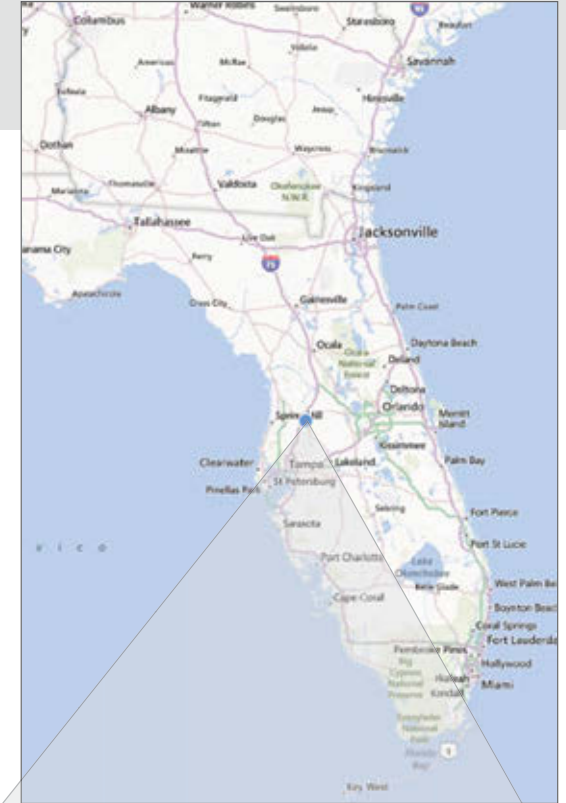 Columbus
Warner Robins
Swainsboro
Statesboro
95
Beaufort
Vidalia
Savannah
Americus
McRae
Eufaula
Fitzgerald
Hinesville
Albany
Douglas
Jesup
Tifton
Dothan
Moultrie
Waycross
Brunswick
Marianna
Thomasville
Valdosta
Okefenokee
N.W.R.
Kingsland
Tallahassee
Live Oak
Jacksonville
anama City
Perry
75
Apalachicola
Cross City
Gainesville
Palm Coast
Ocala
Ocala
National
Forest
Daytona Beach
Deland
Deltona
Orlando
Spring Hill
Merritt
Island
Kissimmee
Clearwater
Tampa
Lakeland
Palm Bay
Pinellas Park
St Petersburg
Sebring
Fort Pierce
Sarasota
x i c o
Port St Lucie
Port Charlotte
Lake
Okeechobee
Belle Glade
West Palm Be
Cape Coral
Boynton Beac
Coral Springs
Fort Lauderda
Pembroke Pines
Big
Cypress
National
Preserve
Hollywood
Hialeah
Miami
Kendall
Everglades
National
Park
Florida
Bay
1
Key West